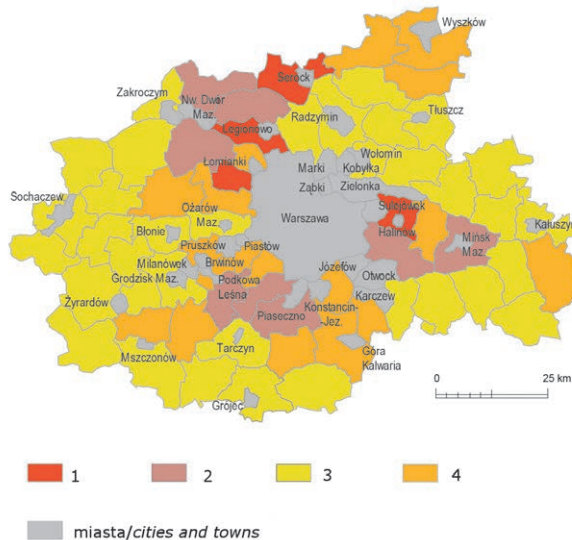 Wyszków
Serock
Zakroczym
Nw. Dwór
Maz.
Radzymin
Tłuszcz
Legionowo
Łomianki
Marki
Wołomin
Kobyłka
Ząbki
Zielonka
Sochaczew
Ożarów
Maz.
Warszawa
Sulejówek
Halinów
Kałuszyn
Błonie
Mińsk
Maz.
Pruszków
Piastów
Milanówek
Brwinów
Józefów
Otwock
Grodzisk Maz.
Podkowa
Leśna
Karczew
Żyrardów
Piaseczno
Konstancin-
Jez.
Mszczonów
Tarczyn
Góra
Kalwaria
Grójec
0 25 km
1 2 3 4
miasta/cities and towns